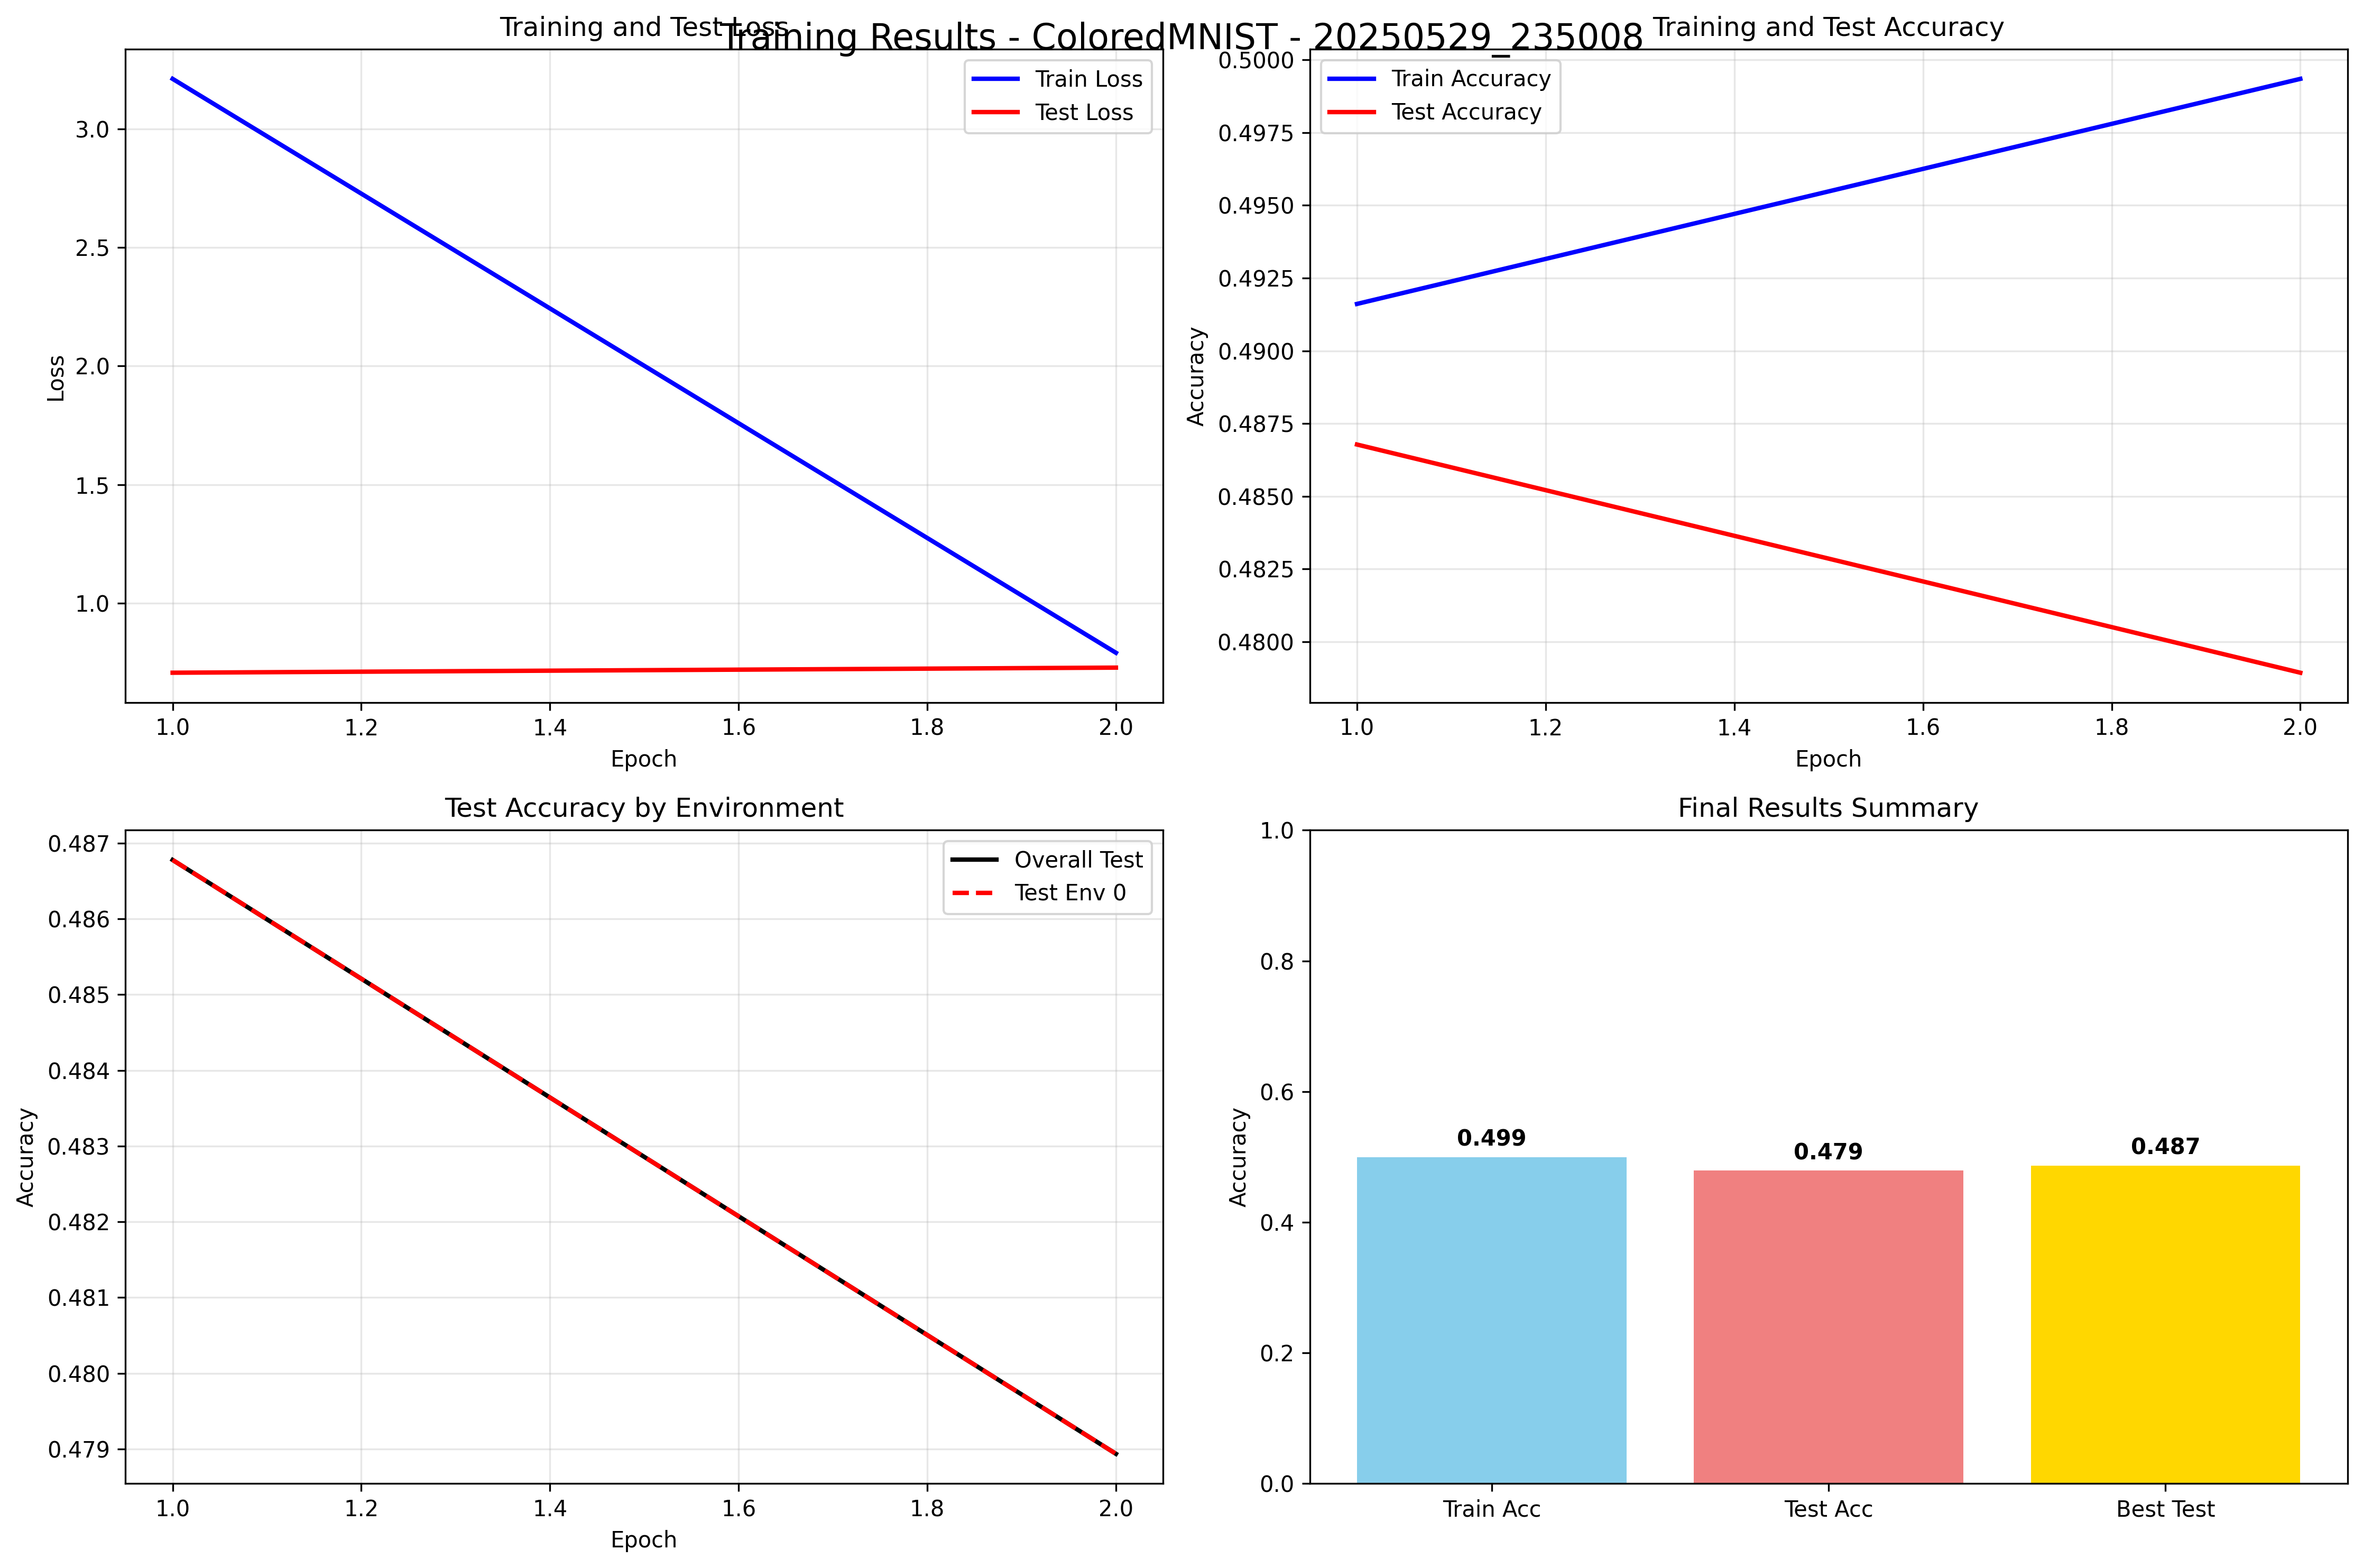 Training Results - ColoredMNIST - 20250529_235008
Training and Test Loss
Train Loss
Test Loss
3.0
2.5
2.0
1.5
1.0
Loss
1.0 1.2 1.4 1.6 1.8 2.0
Epoch
Training and Test Accuracy
Train Accuracy
Test Accuracy
0.5000
0.4975
0.4950
0.4925
0.4900
0.4875
0.4850
0.4825
0.4800
Accuracy
1.0 1.2 1.4 1.6 1.8 2.0
Epoch
Test Accuracy by Environment
Overall Test
Test Env 0
0.487
0.486
0.485
0.484
0.483
0.482
0.481
0.480
0.479
Accuracy
1.0 1.2 1.4 1.6 1.8 2.0
Epoch
Final Results Summary
1.0
0.8
0.6
0.4
0.2
0.0
Accuracy
0.499 0.479 0.487
Train Acc Test Acc Best Test